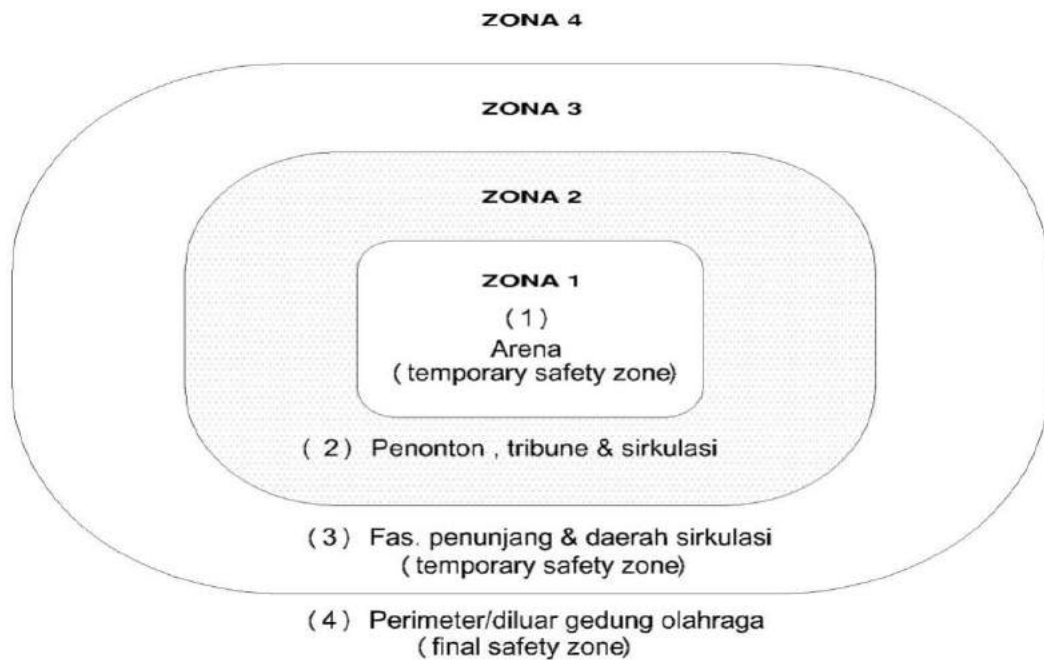 ZONA 4
ZONA 3
ZONA 2
ZONA 1
( 1 )
Arena
( temporary safety zone)
( 2 ) Penonton , tribune & sirkulasi
( 3 ) Fas. penunjang & daerah sirkulasi
( temporary safety zone)
( 4 ) Perimeter/diluar gedung olahraga
( final safety zone)